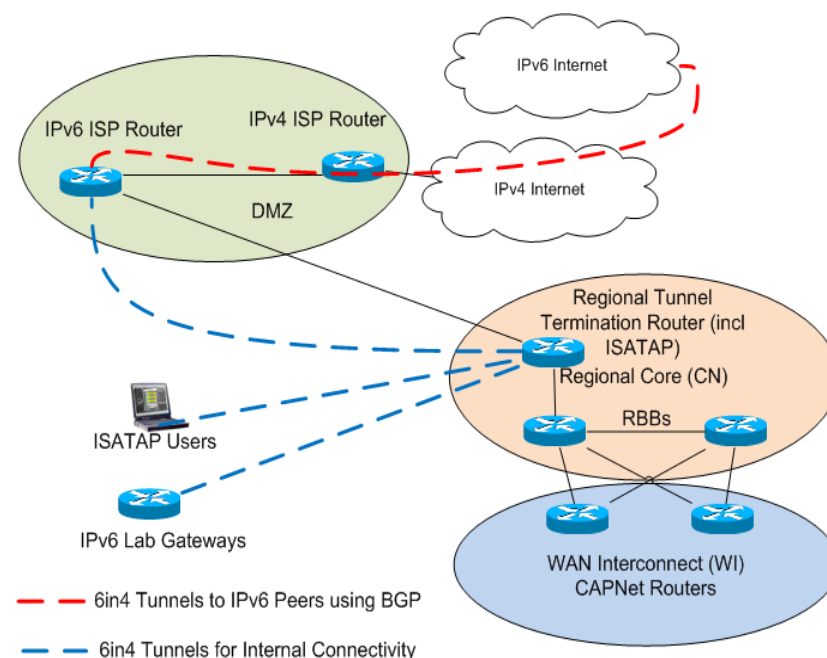 IPv6 Internet
IPv4 ISP Router
IPv6 ISP Router
IPv4 Internet
DMZ
Regional Tunnel
Termination Router (incl
ISATAP)
Regional Core (CN)
RBBs
ISATAP Users
IPv6 Lab Gateways
WAN Interconnect (WI)
CAPNet Routers
6in4 Tunnels to IPv6 Peers using BGP
6in4 Tunnels for Internal Connectivity